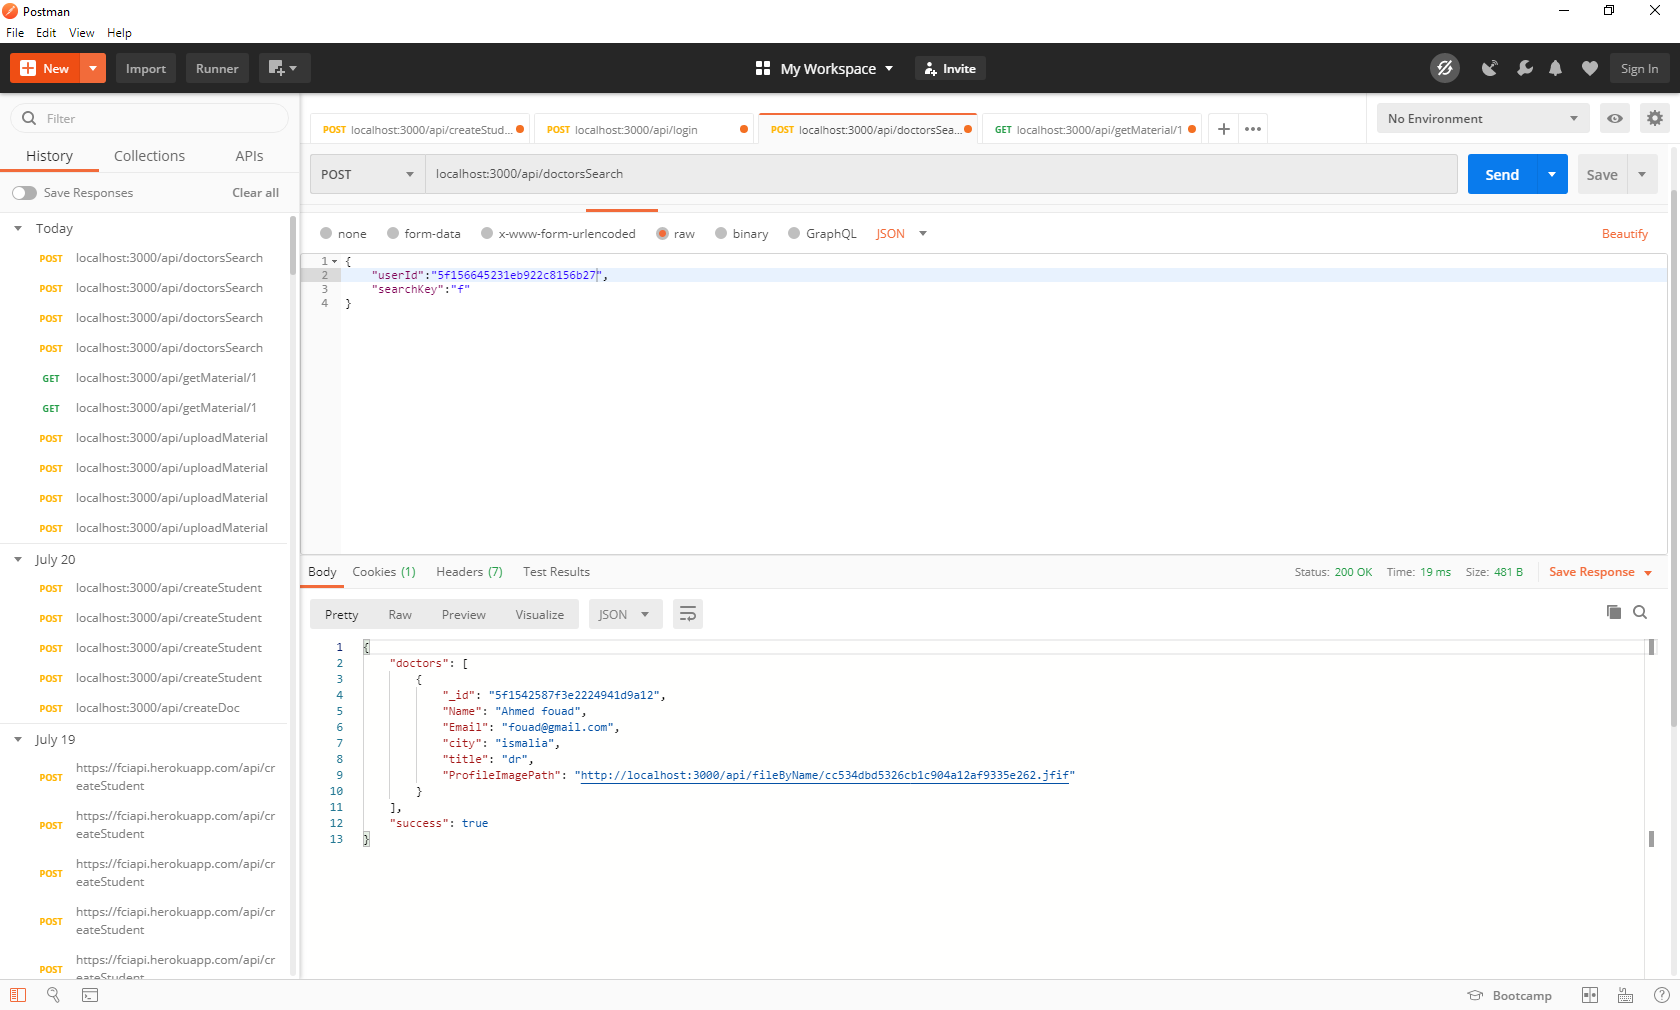 Postman
File Edit View Help
New Import Runner My Workspace Invite Sign In
Filter
History Collections APIs
Save Responses Clear all
Today
POST localhost:3000/api/doctorsSearch
POST localhost:3000/api/doctorsSearch
POST localhost:3000/api/doctorsSearch
POST localhost:3000/api/doctorsSearch
GET localhost:3000/api/getMaterial/1
GET localhost:3000/api/getMaterial/1
POST localhost:3000/api/uploadMaterial
POST localhost:3000/api/uploadMaterial
POST localhost:3000/api/uploadMaterial
POST localhost:3000/api/uploadMaterial
July 20
POST localhost:3000/api/createStudent
POST localhost:3000/api/createStudent
POST localhost:3000/api/createStudent
POST localhost:3000/api/createStudent
POST localhost:3000/api/createDoc
July 19
POST https://fciapi.herokuapp.com/api/cr
eateStudent
POST https://fciapi.herokuapp.com/api/cr
eateStudent
POST https://fciapi.herokuapp.com/api/cr
eateStudent
POST https://fciapi.herokuapp.com/api/cr
eateStudent
POST https://fciapi.herokuapp.com/api/cr
eateStudent
POST localhost:3000/api/createStud... POST localhost:3000/api/login POST localhost:3000/api/doctorsSea... GET localhost:3000/api/getMaterial/1 + ••• No Environment
POST localhost:3000/api/doctorsSearch Send Save
none form-data x-www-form-urlencoded raw binary GraphQL JSON Beautify
1 {
2 "userId":"5f156645231eb922c8156b27",
3 "searchKey":"f"
4 }
Body Cookies (1) Headers (7) Test Results Status: 200 OK Time: 19 ms Size: 481 B Save Response
Pretty Raw Preview Visualize JSON
1 {
2 "doctors": [
3 {
4 "_id": "5f1542587f3e2224941d9a12",
5 "Name": "Ahmed fouad",
6 "Email": "fouad@gmail.com",
7 "city": "ismalia",
8 "title": "dr",
9 "ProfileImagePath": "http://localhost:3000/api/fileByName/cc534dbd5326cb1c904a12af9335e262.jfif"
10 }
11 ],
12 "success": true
13 }
Bootcamp